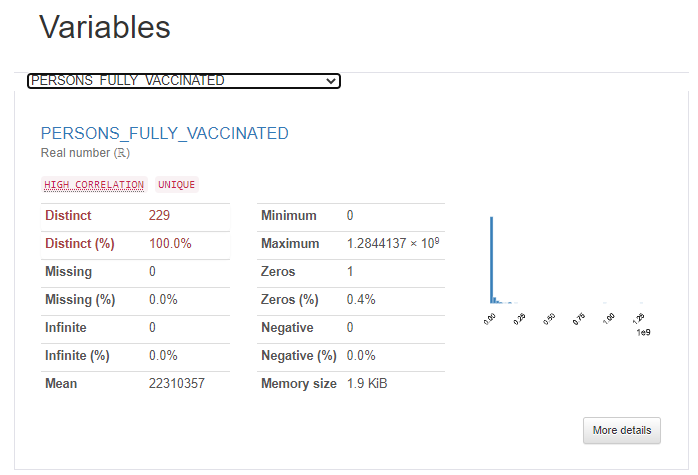 Variables
PERSONS_FULLY_VACCINATED
PERSONS_FULLY_VACCINATED
Real number (ℝ)
HIGH CORRELATION UNIQUE
Distinct 229 Minimum 0
Distinct (%) 100.0% Maximum 1.2844137 × 10⁹
Missing 0 Zeros 1
Missing (%) 0.0% Zeros (%) 0.4%
Infinite 0 Negative 0
Infinite (%) 0.0% Negative (%) 0.0%
Mean 22310357 Memory size 1.9 KiB
0.00 0.25 0.50 0.75 1.00 1.25
1e9
More details